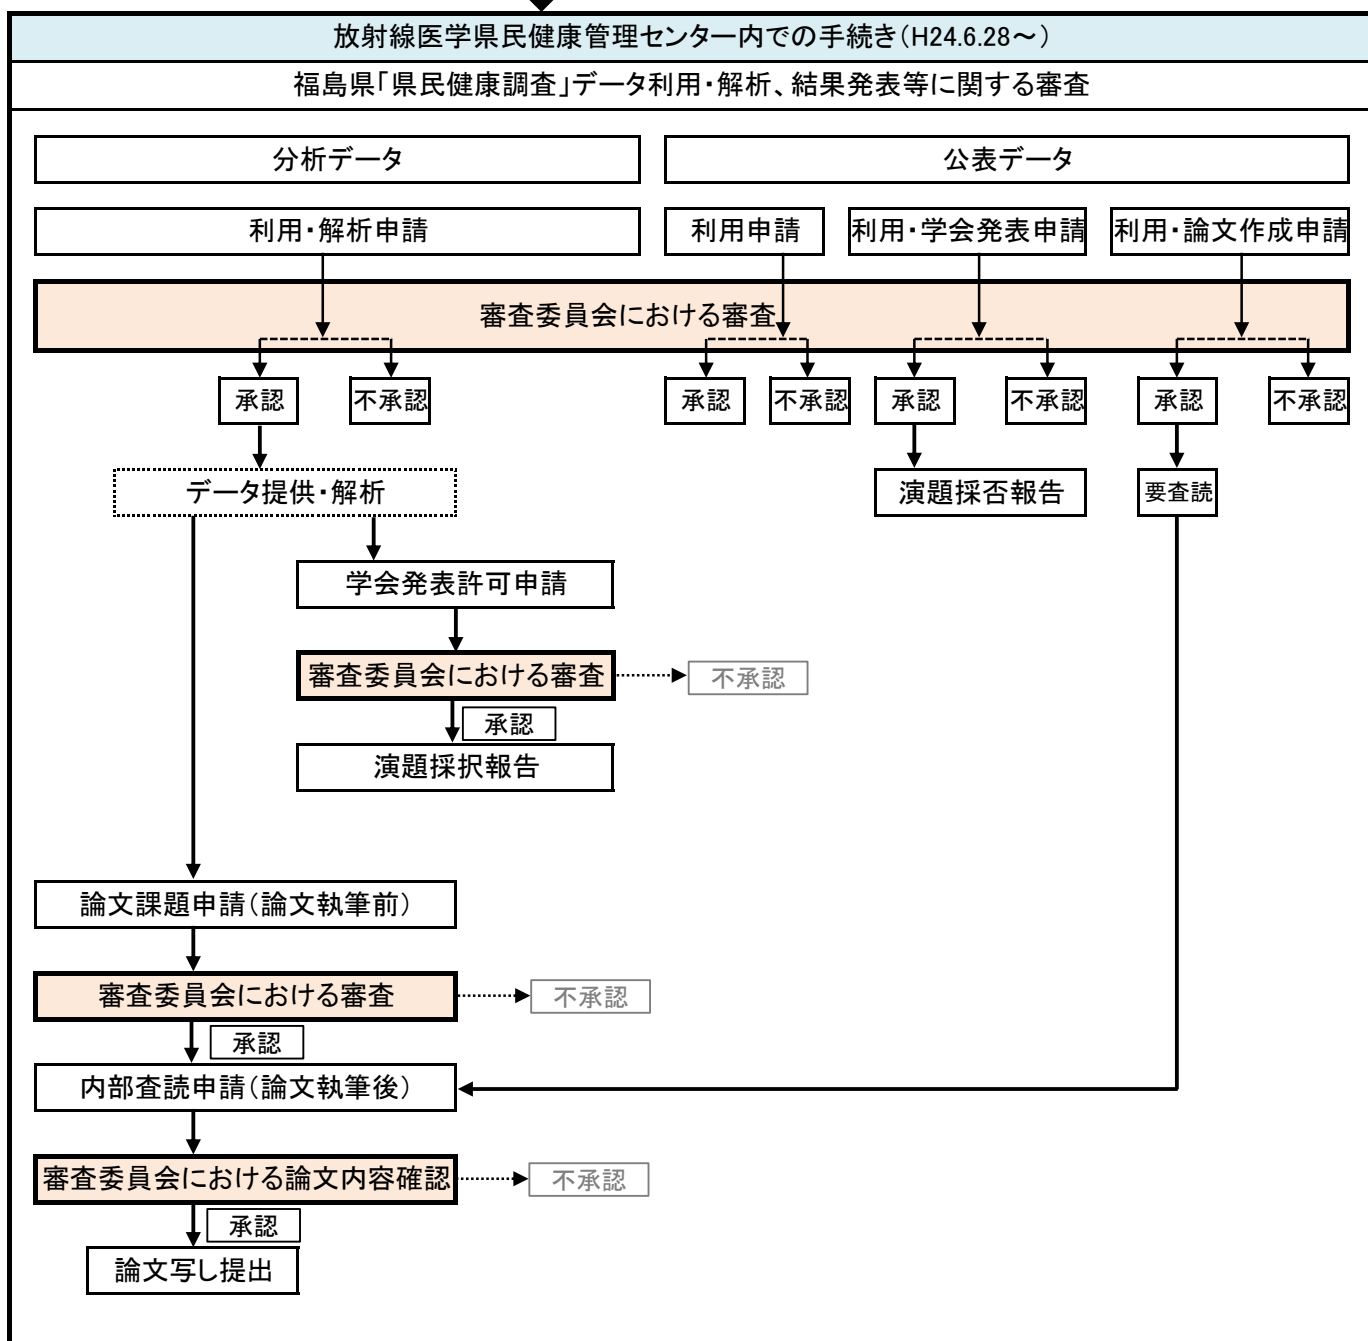 放射線医学県民健康管理センター内での手続き(H24.6.28～)
福島県「県民健康調査」データ利用・解析、結果発表等に関する審査
分析データ
公表データ
利用・解析申請
利用申請
利用・学会発表申請
利用・論文作成申請
審査委員会における審査
承認
不承認
承認
不承認
承認
不承認
承認
不承認
データ提供・解析
演題採否報告
要査読
学会発表許可申請
審査委員会における審査
不承認
承認
演題採択報告
論文課題申請(論文執筆前)
審査委員会における審査
不承認
承認
内部査読申請(論文執筆後)
審査委員会における論文内容確認
不承認
承認
論文写し提出